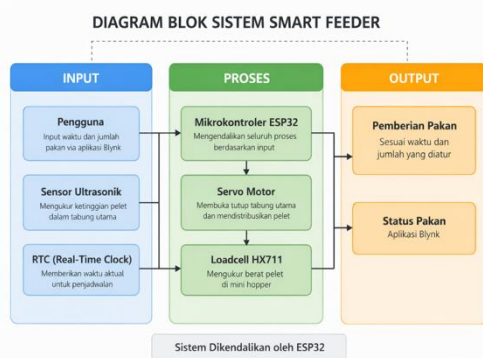 DIAGRAM BLOK SISTEM SMART FEEDER
INPUT
Pengguna
Input waktu dan jumlah
pakan via aplikasi Blynk
Sensor Ultrasonik
Mengukur ketinggian pelet
dalam tabung utama
RTC (Real-Time Clock)
Memberikan waktu aktual
untuk penjadwalan
PROSES
Mikrokontroler ESP32
Mengendalikan seluruh proses
berdasarkan input
Servo Motor
Membuka tutup tabung utama
dan mendistribusikan pelet
Loadcell HX711
Mengukur berat pelet
di mini hopper
OUTPUT
Pemberian Pakan
Sesuai waktu dan
jumlah yang diatur
Status Pakan
Aplikasi Blynk
Sistem Dikendalikan oleh ESP32